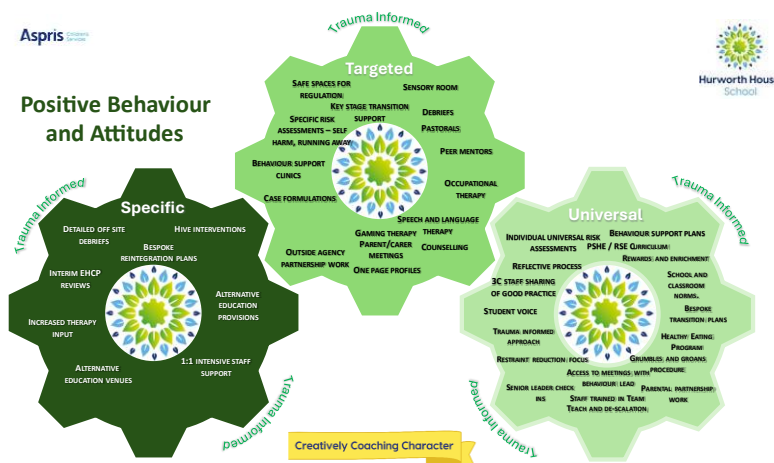 Trauma Informed
Aspris Children's
Services
Hurworth Hous
School
Positive Behaviour
and Attitudes
Targeted
SAFE SPACES FOR
REGULATION
SENSORY ROOM
KEY STAGE TRANSITION
SUPPORT
SPECIFIC RISK
ASSESSMENTS – SELF
HARM, RUNNING AWAY
DEBRIEFS
PASTORALS
PEER MENTORS
BEHAVIOUR SUPPORT
CLINICS
OCCUPATIONAL
THERAPY
CASE FORMULATIONS
SPEECH AND LANGUAGE
THERAPY
GAMING THERAPY
PARENT/CARER
MEETINGS
COUNSELLING
OUTSIDE AGENCY
PARTNERSHIP WORK
ONE PAGE PROFILES
Trauma Informed
Specific
DETAILED OFF SITE
DEBRIEFS
HIVE INTERVENTIONS
BESPOKE
REINTEGRATION PLANS
INTERIM EHCP
REVIEWS
ALTERNATIVE
EDUCATION
PROVISIONS
INCREASED THERAPY
INPUT
1:1 INTENSIVE STAFF
SUPPORT
ALTERNATIVE
EDUCATION VENUES
Trauma Informed
Trauma Informed
Universal
INDIVIDUAL UNIVERSAL RISK
ASSESSMENTS
BEHAVIOUR SUPPORT PLANS
PSHE / RSE CURRICULUM
REWARDS AND ENRICHMENT
REFLECTIVE PROCESS
SCHOOL AND
CLASSROOM
NORMS.
3C STAFF SHARING
OF GOOD PRACTICE
STUDENT VOICE
BESPOKE
TRANSITION PLANS
TRAUMA INFORMED
APPROACH
HEALTHY EATING
PROGRAM
RESTRAINT REDUCTION FOCUS
GRUMBLES AND GROANS
PROCEDURE
ACCESS TO MEETINGS WITH
BEHAVIOUR LEAD
SENIOR LEADER CHECK
INS
STAFF TRAINED IN TEAM
TEACH AND DE-SCALATION
PARENTAL PARTNERSHIP
WORK
Trauma Informed
Creatively Coaching Character